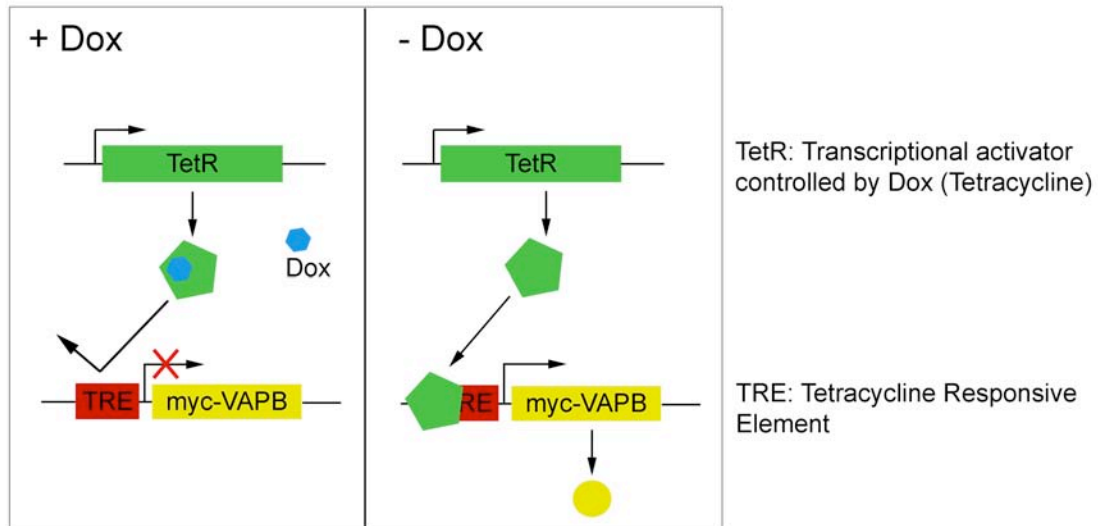 + Dox
- Dox
TetR
TetR
TetR: Transcriptional activator
controlled by Dox (Tetracycline)
Dox
TRE
myc-VAPB
RE
myc-VAPB
TRE: Tetracycline Responsive
Element